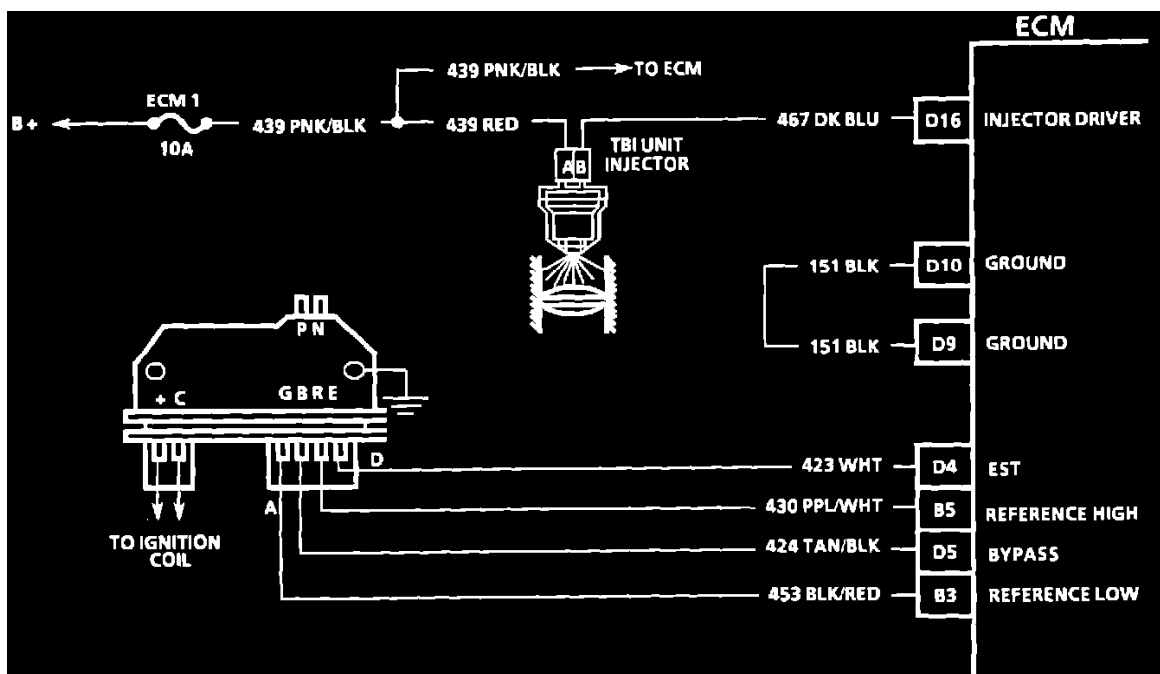 ECM
439 PNK/BLK
TO ECM
ECM 1
B+
439 PNK/BLK
439 RED
467 DK BLU
D16
INJECTOR DRIVER
10A
TBI UNIT
INJECTOR
A B
151 BLK
D10
GROUND
P N
151 BLK
D9
GROUND
+ C
G B R E
D
423 WHT
D4
EST
A
430 PPL/WHT
B5
REFERENCE HIGH
TO IGNITION
COIL
424 TAN/BLK
D5
BYPASS
453 BLK/RED
B3
REFERENCE LOW